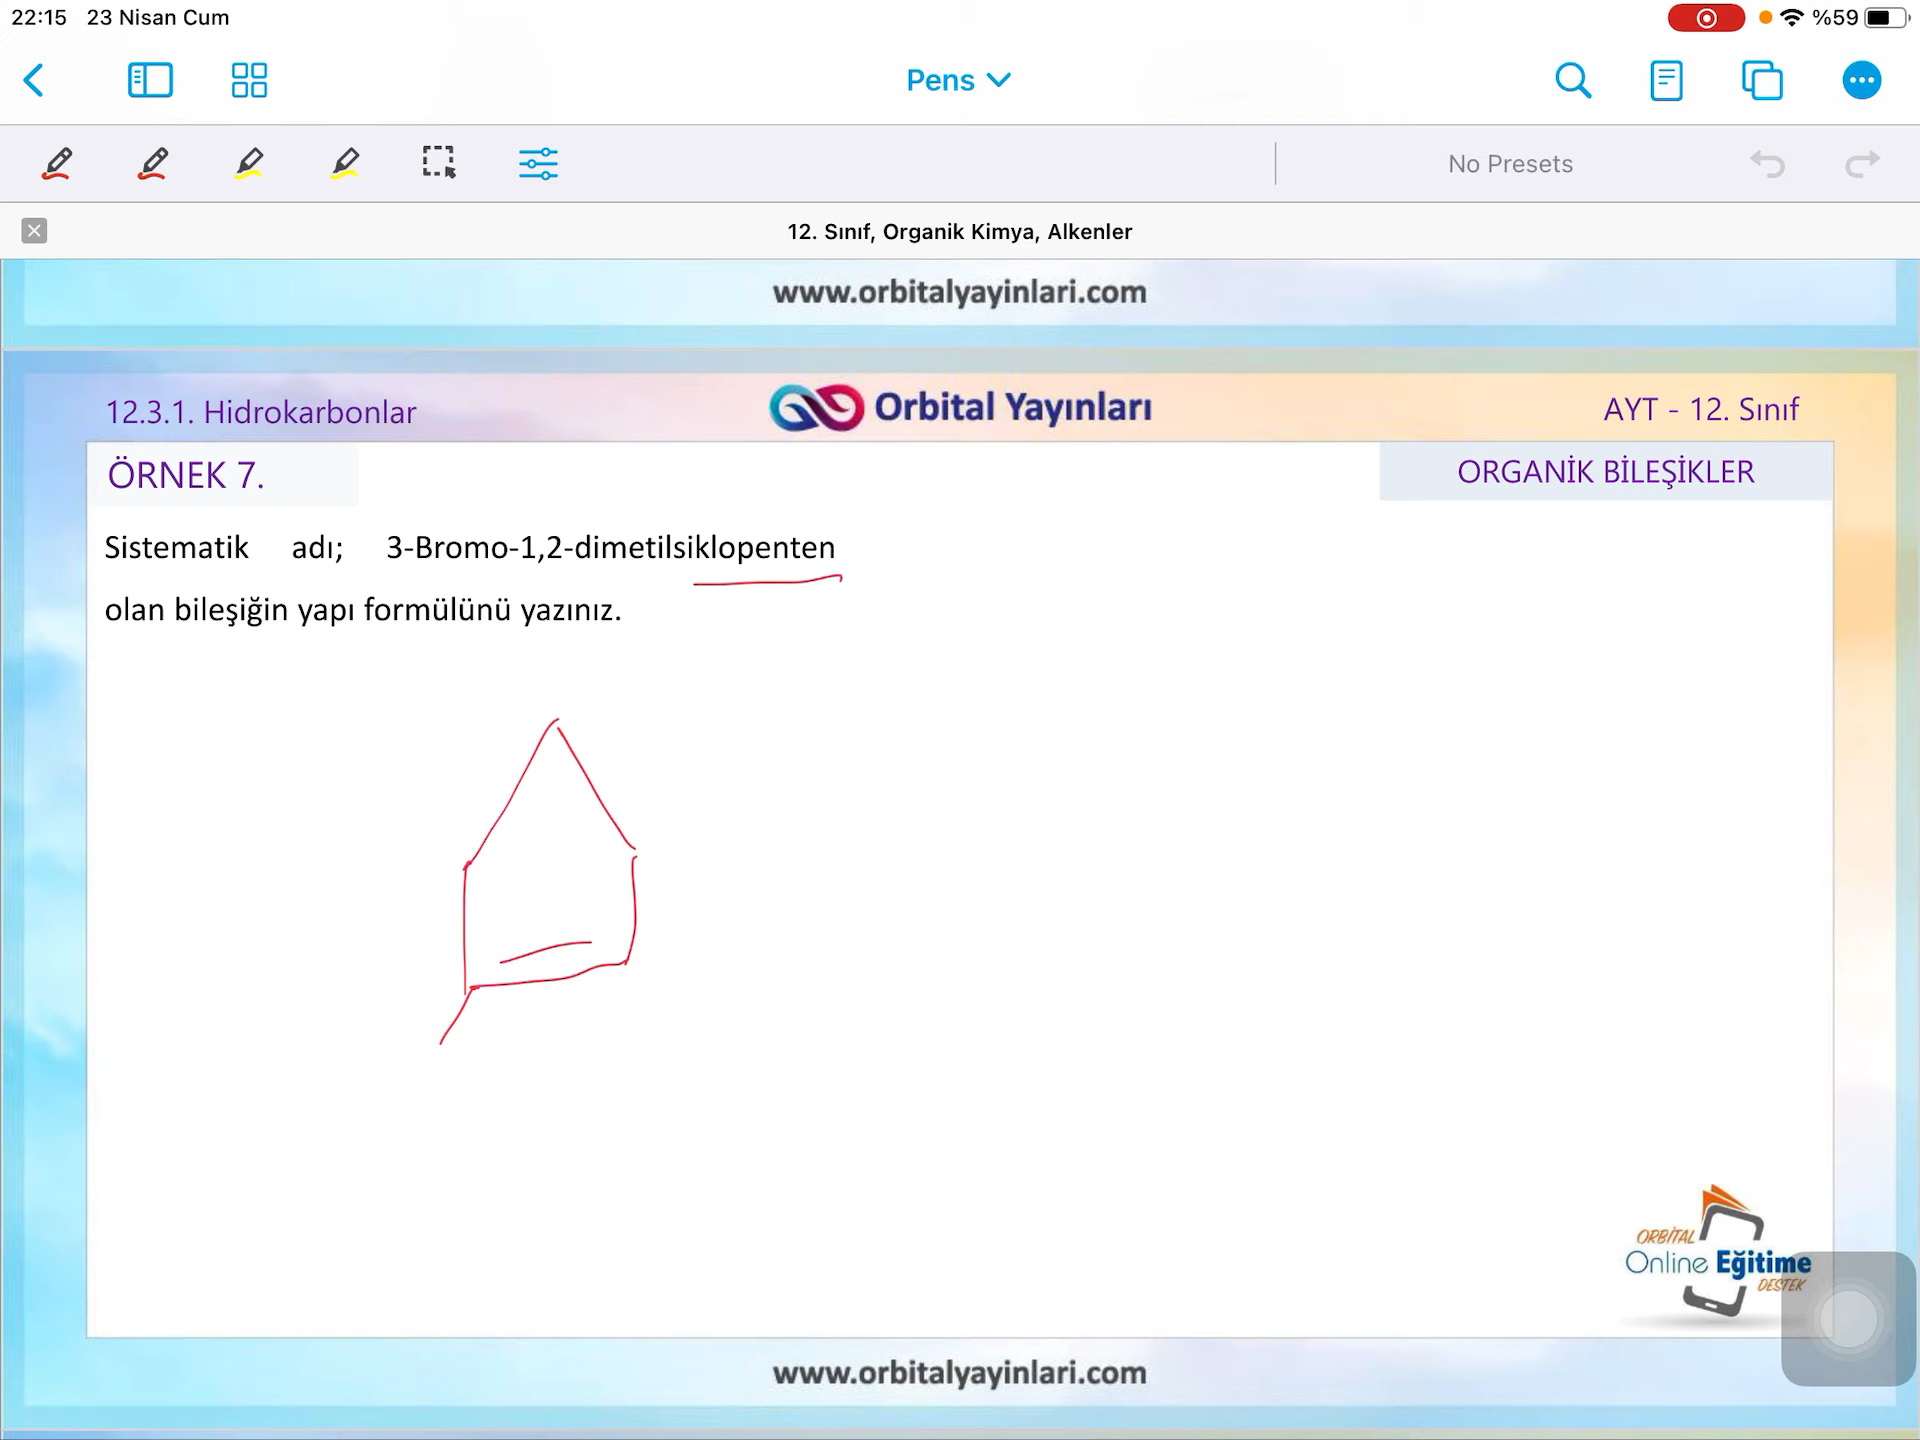 22:15 23 Nisan Cum %59
Pens
No Presets
12. Sınıf, Organik Kimya, Alkenler
www.orbitalyayinlari.com
12.3.1. Hidrokarbonlar Orbital Yayınları AYT - 12. Sınıf
ÖRNEK 7. ORGANİK BİLEŞİKLER
Sistematik adı; 3-Bromo-1,2-dimetilsiklopenten
olan bileşiğin yapı formülünü yazınız.
ORBİTAL
Online Eğitime
DESTEK
www.orbitalyayinlari.com